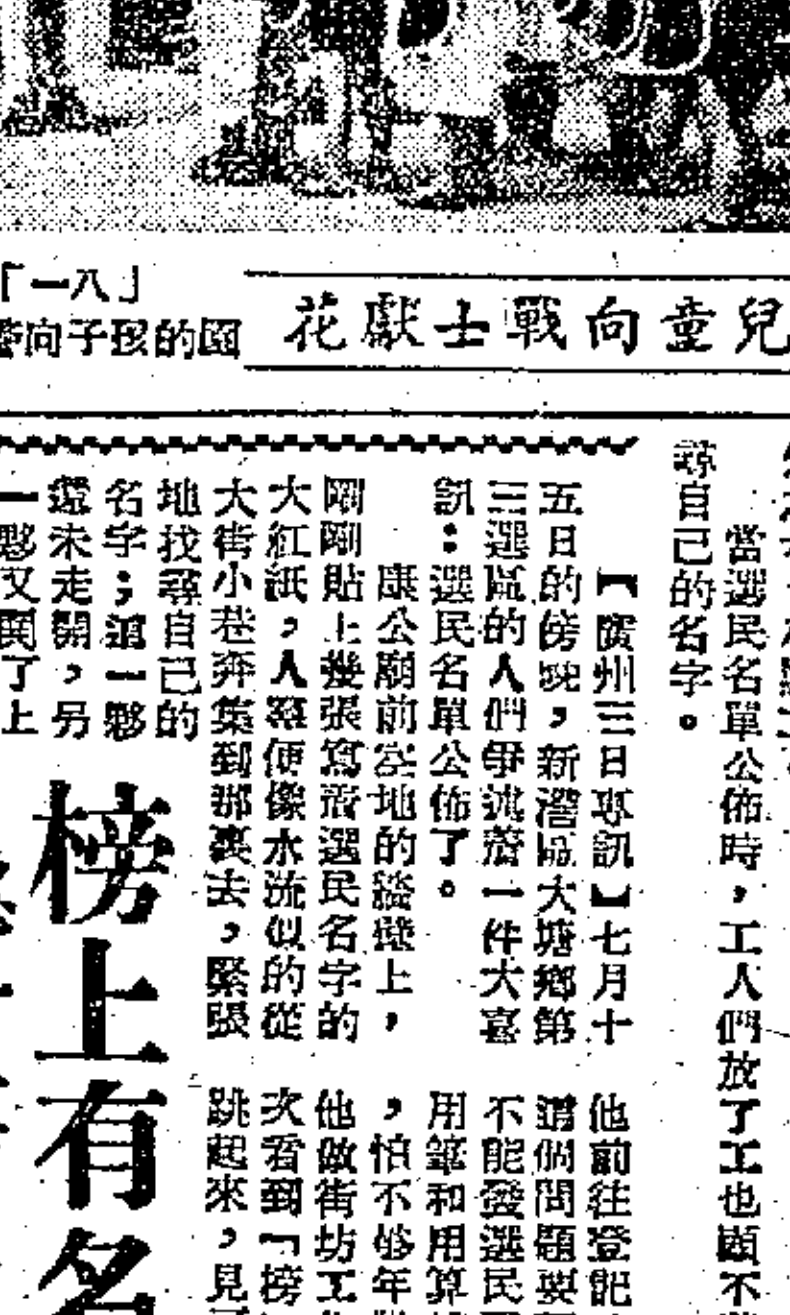 兒童向戰士獻花
「一八」
向子孩的園
尋自己的名字。
當選民名單公佈時，工人們放了工也顧不
【廣州三日專訊】七月十
五日的傍晚，新滘區大塘鄉第
三選區的人們爭述着一件大喜
訊：選民名單公佈了。
康公廟前空地的牆壁上，
剛剛貼上幾張寫着選民名字的
大紅紙，人羣便像水流似的從
大街小巷奔集到那裏去，緊張
地找尋自己的
名字；這一夥
還未走開，另
一夥又圍了上
榜上有名
他前往登記
這個問題要
不能發選民
用筆和用算
，怕不够年
他做街坊工
次看到「榜
跳起來，見